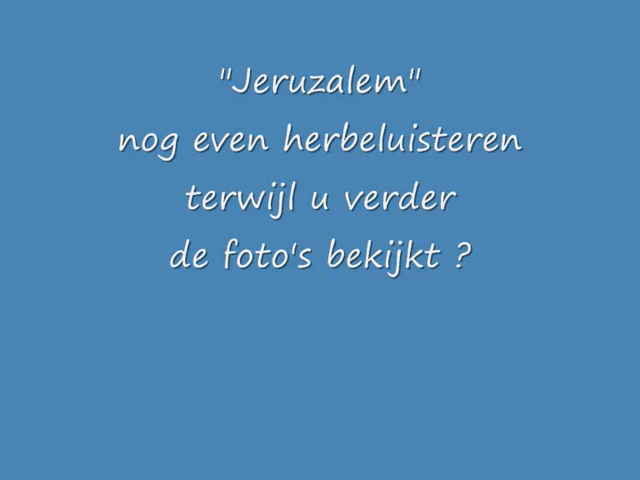 "Jeruzalem"
nog even herbeluisteren
terwijl u verder
de foto's bekijkt ?